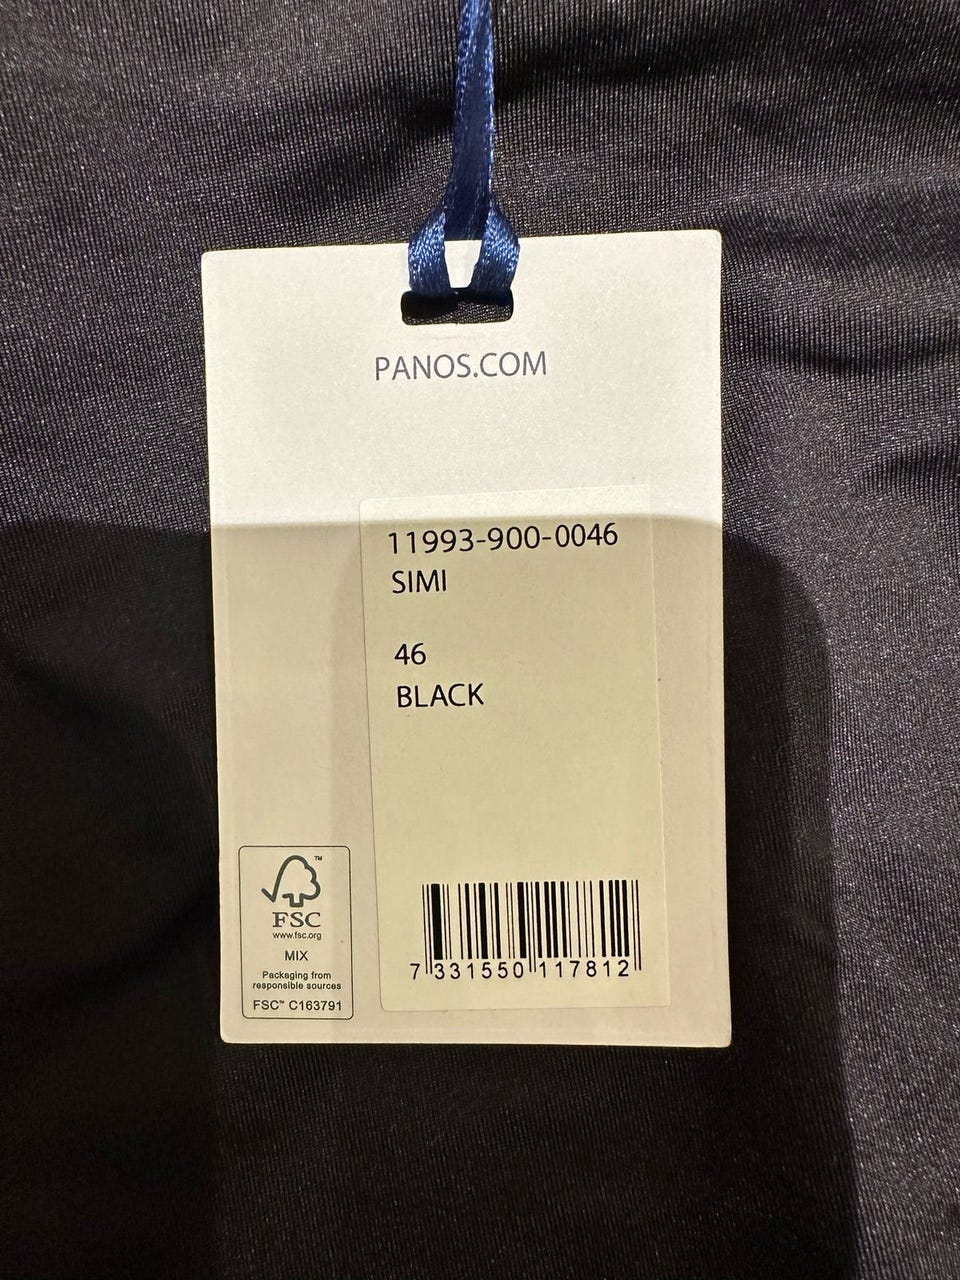 PANOS.COM
11993-900-0046
SIMI
46
BLACK
7 331550 117812
™
FSC
www.fsc.org
MIX
Packaging from
responsible sources
FSC™ C163791